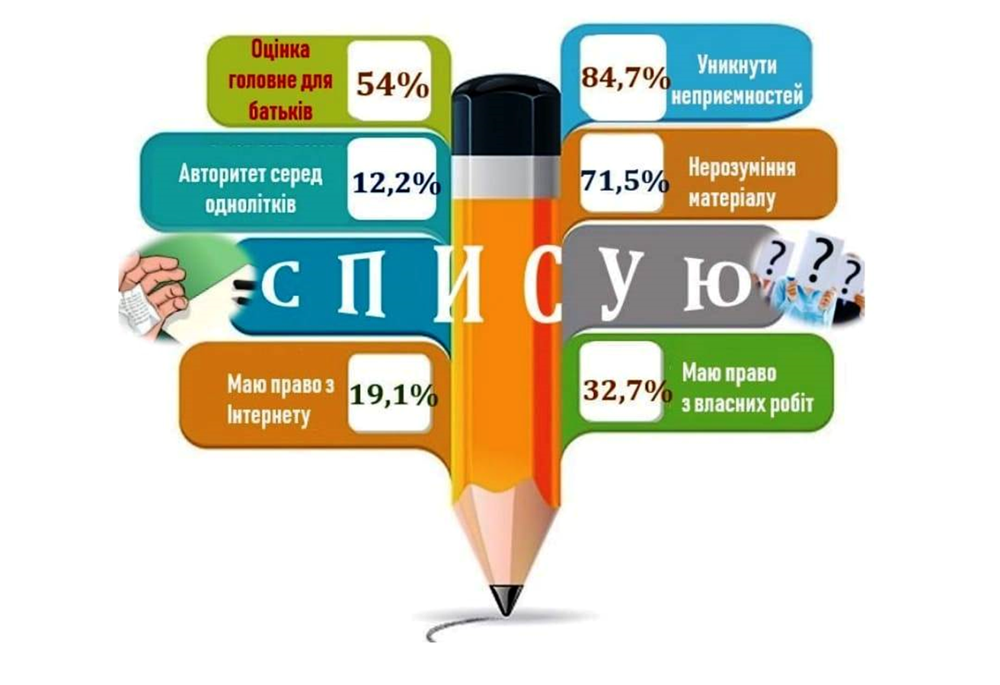 Оцінка
головне для
батьків
54%
84,7%
Уникнути
неприємностей
Авторитет серед
однолітків
12,2%
71,5%
Нерозуміння
матеріалу
СПИСУЮ
? ? ?
Маю право з
Інтернету
19,1%
32,7%
Маю право
з власних робіт